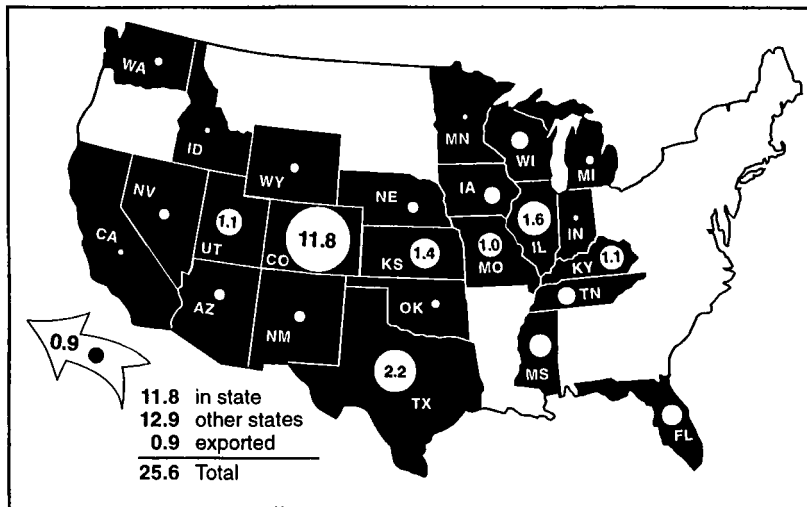 WA
MN
WI
ID
MI
WY
IA
NE
NV
1.6
1.1
11.8
IL
IN
1.0
CA
UT
CO
1.4
KS
MO
KY
1.1
TN
AZ
OK
NM
0.9
MS
2.2
TX
11.8 in state
12.9 other states
0.9 exported
25.6 Total
FL